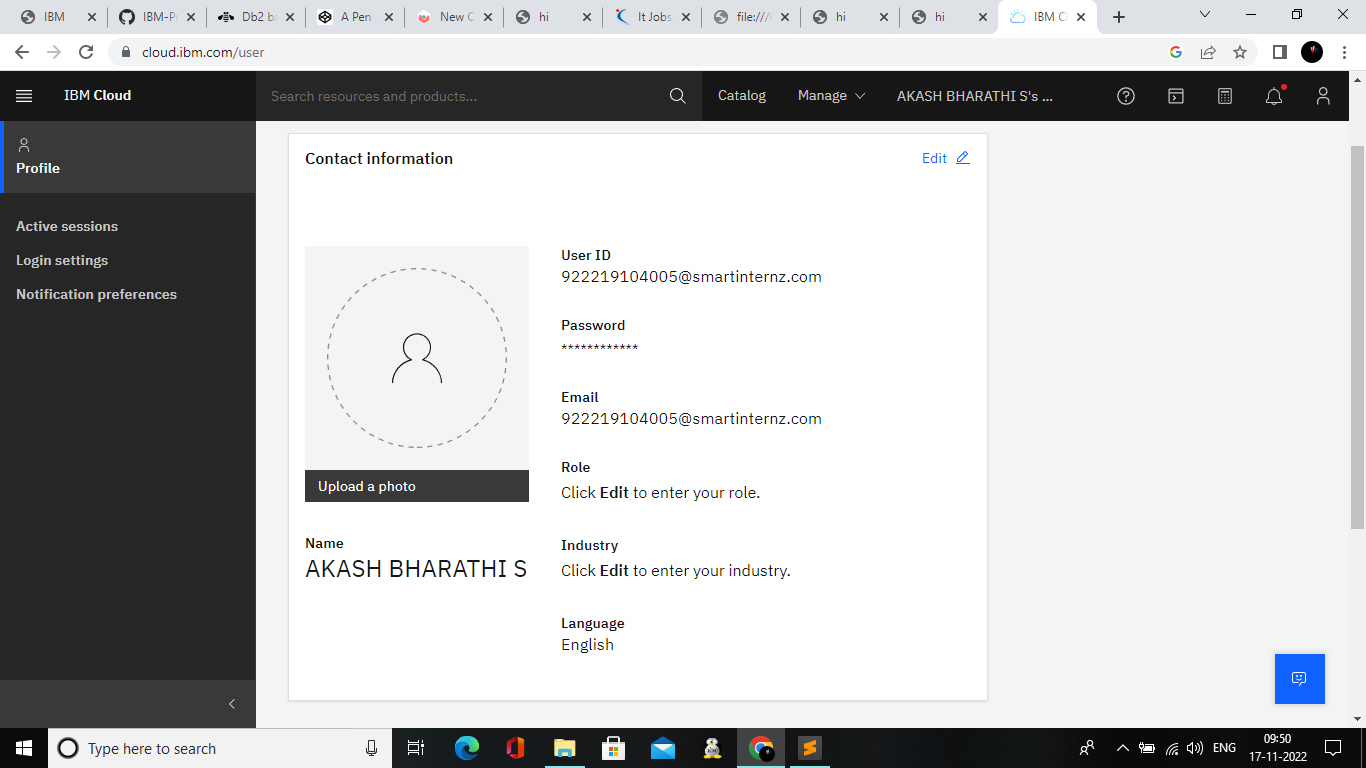 IBM
IBM-P
Db2 b
A Pen
New C
hi
It Jobs
file:///
hi
hi
IBM C
cloud.ibm.com/user
IBM Cloud
Search resources and products...
Catalog
Manage
AKASH BHARATHI S's ...
Profile
Active sessions
Login settings
Notification preferences
Contact information
Edit
Upload a photo
Name
AKASH BHARATHI S
User ID
922219104005@smartinternz.com
Password
************
Email
922219104005@smartinternz.com
Role
Click Edit to enter your role.
Industry
Click Edit to enter your industry.
Language
English
Type here to search
ENG
09:50
17-11-2022